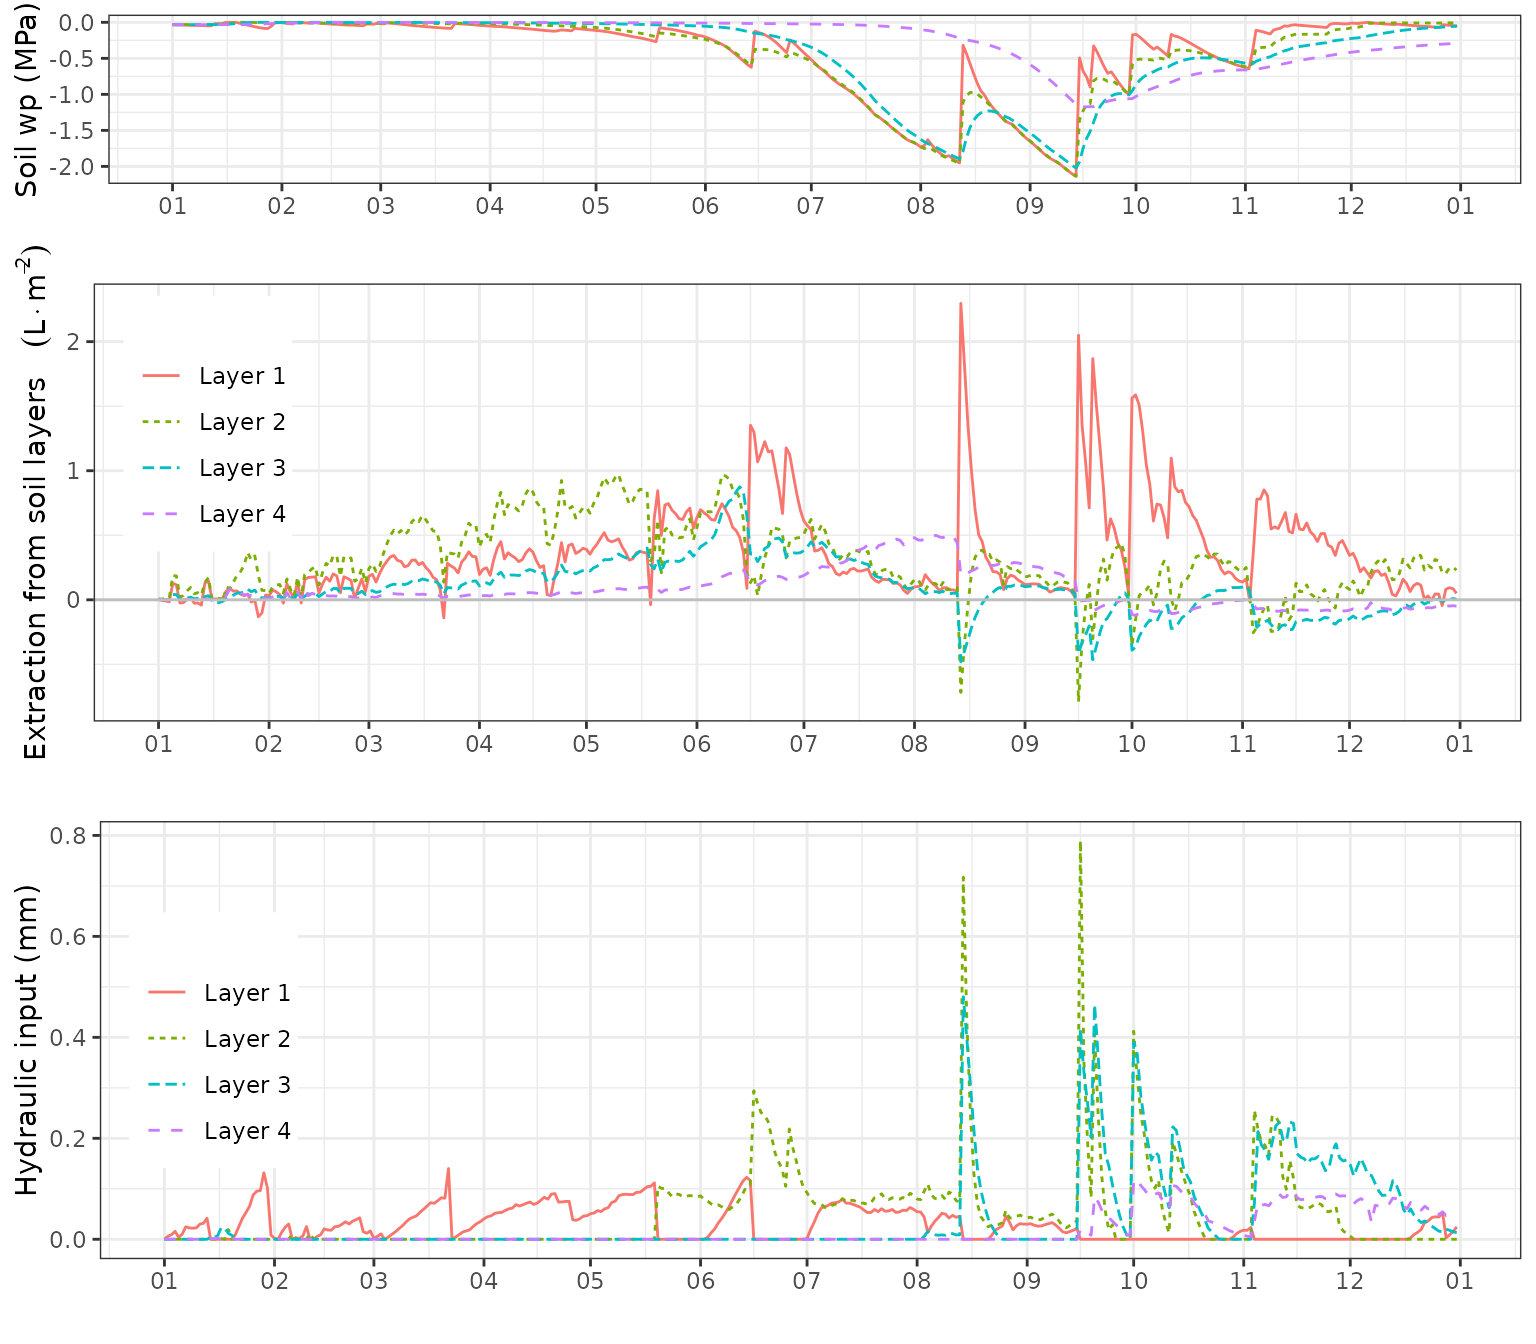 Soil wp (MPa)
0.0
-0.5
-1.0
-1.5
-2.0
01 02 03 04 05 06 07 08 09 10 11 12 01
Extraction from soil layers (L·m⁻²)
2
1
0
Layer 1
Layer 2
Layer 3
Layer 4
01 02 03 04 05 06 07 08 09 10 11 12 01
Hydraulic input (mm)
0.8
0.6
0.4
0.2
0.0
Layer 1
Layer 2
Layer 3
Layer 4
01 02 03 04 05 06 07 08 09 10 11 12 01